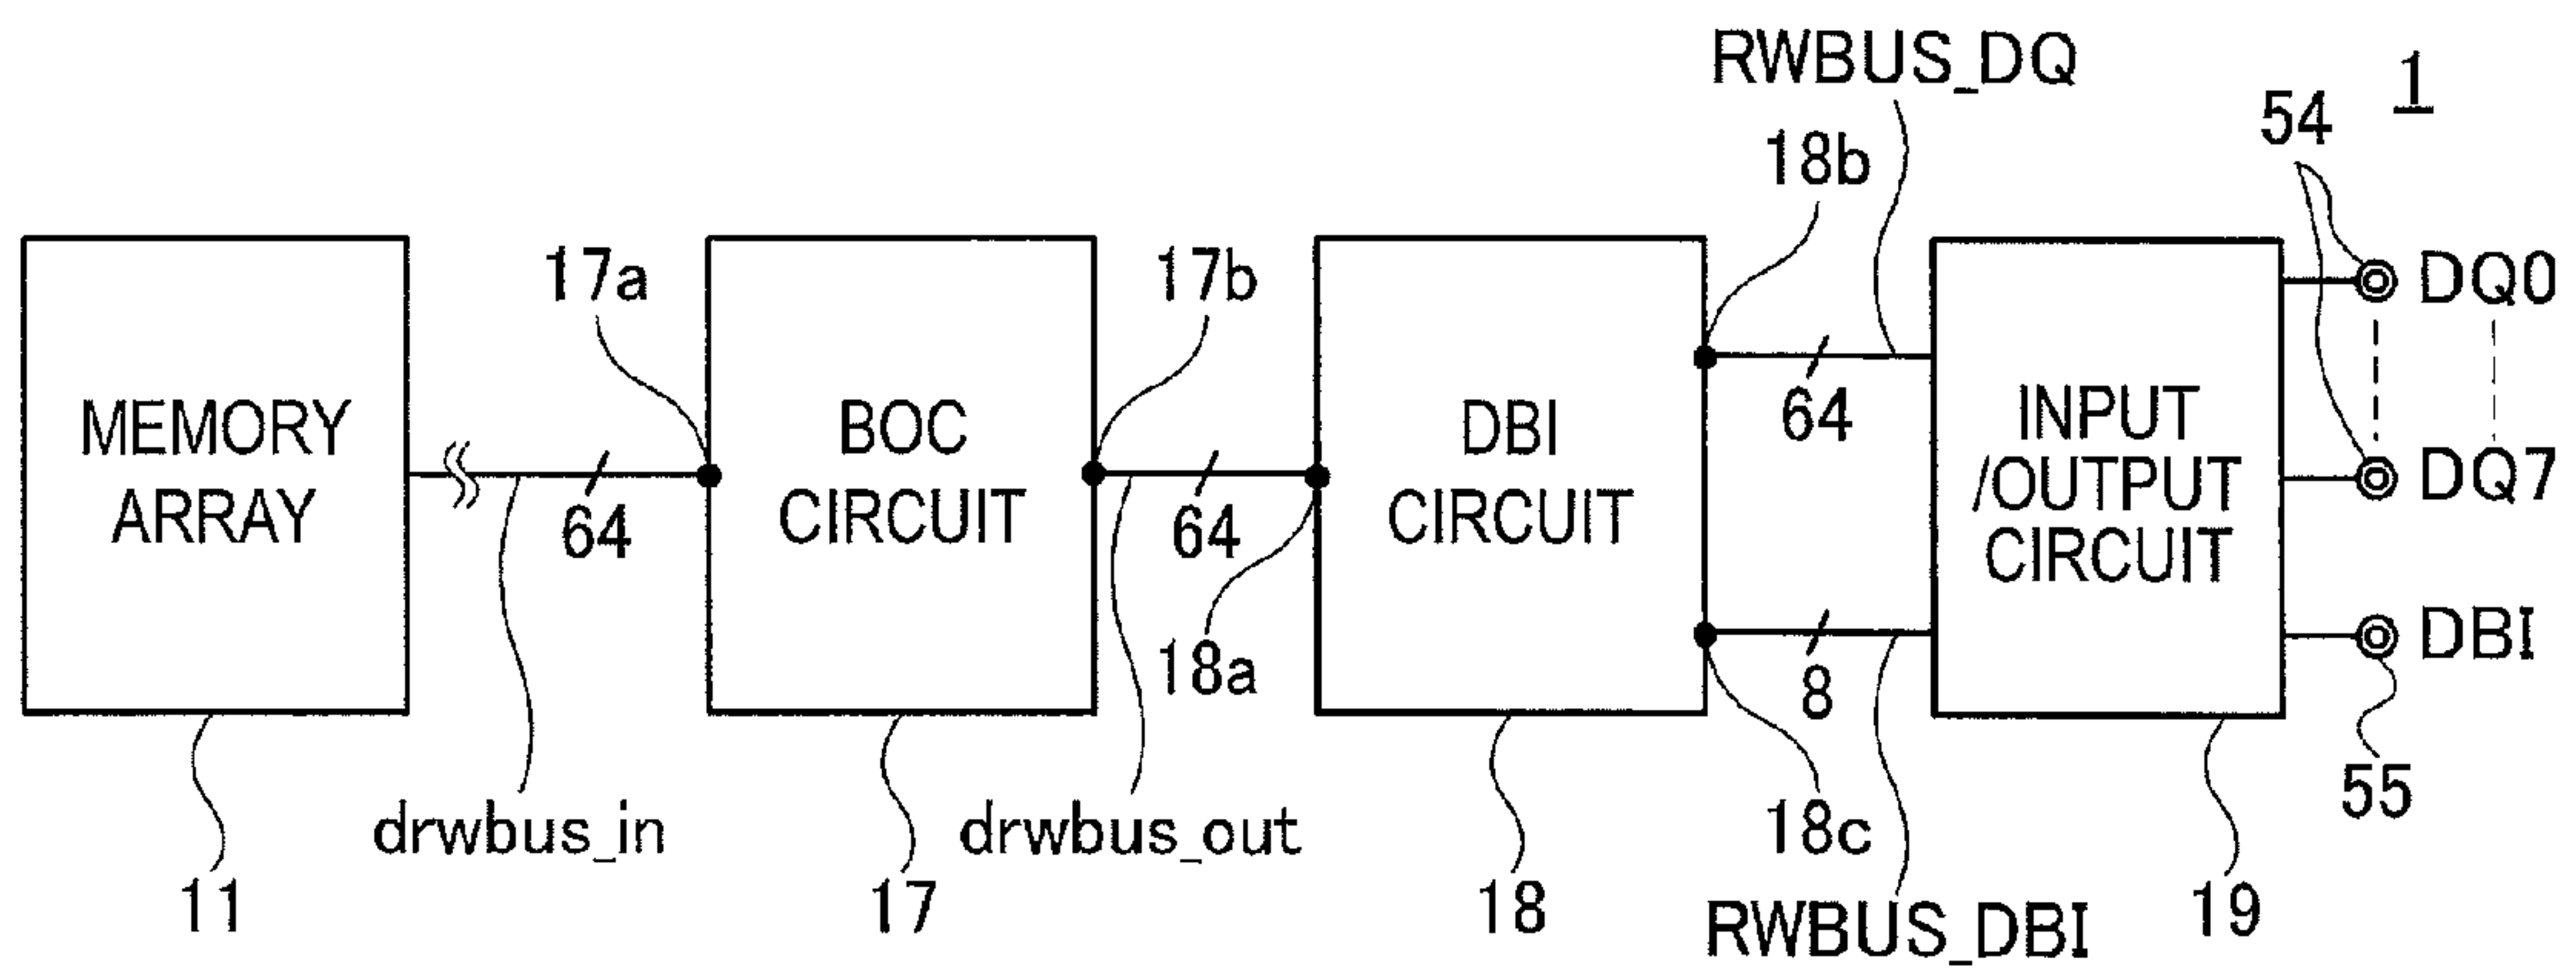 RWBUS_DQ
1
54
18b
17a
17b
DQ0
MEMORY
ARRAY
BOC
CIRCUIT
DBI
CIRCUIT
INPUT
/OUTPUT
CIRCUIT
64
64
64
DQ7
18a
8
DBI
55
drwbus_in
drwbus_out
18c
11
17
18
RWBUS_DBI
19